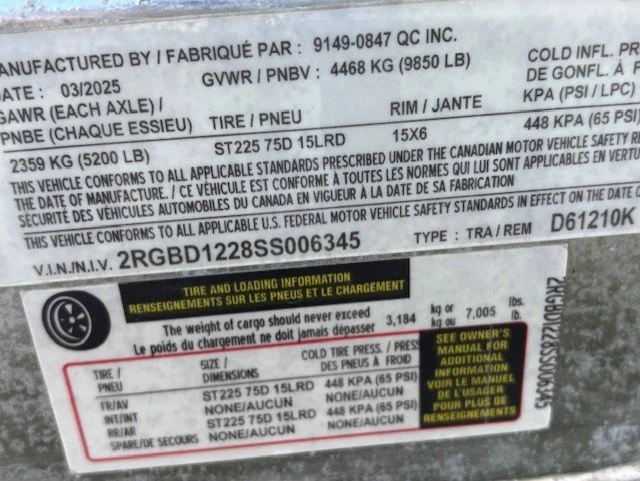 MANUFACTURED BY / FABRIQUÉ PAR : 9149-0847 QC INC.
DATE : 03/2025 GVWR / PNBV : 4468 KG (9850 LB) COLD INFL. PR
GAWR (EACH AXLE) / DE GONFL. À F
PNBE (CHAQUE ESSIEU) TIRE / PNEU RIM / JANTE KPA (PSI / LPC)
2359 KG (5200 LB) ST225 75D 15LRD 15X6 448 KPA (65 PSI)
THIS VEHICLE CONFORMS TO ALL APPLICABLE STANDARDS PRESCRIBED UNDER THE CANADIAN MOTOR VEHICLE SAFETY
THE DATE OF MANUFACTURE. / CE VÉHICULE EST CONFORME À TOUTES LES NORMES QUI LUI SONT APPLICABLES EN VERTU
SÉCURITÉ DES VÉHICULES AUTOMOBILES DU CANADA EN VIGUEUR À LA DATE DE SA FABRICATION
THIS VEHICLE CONFORMS TO ALL APPLICABLE U.S. FEDERAL MOTOR VEHICLE SAFETY STANDARDS IN EFFECT ON THE DATE
V.I.N./N.I.V. 2RGBD1228SS006345 TYPE : TRA / REM D61210K
TIRE AND LOADING INFORMATION
RENSEIGNEMENTS SUR LES PNEUS ET LE CHARGEMENT
The weight of cargo should never exceed
Le poids du chargement ne doit jamais dépasser 3,184 kg or kg ou 7,005 lbs. lb.
TIRE / PNEU SIZE / DIMENSIONS COLD TIRE PRESS. / PRESS DES PNEUS À FROID
FR/AV ST225 75D 15LRD 448 KPA (65 PSI)
INT/INT NONE/AUCUN NONE/AUCUN
RR/AR ST225 75D 15LRD 448 KPA (65 PSI)
SPARE/DE SECOURS NONE/AUCUN NONE/AUCUN
SEE OWNER'S
MANUAL FOR
ADDITIONAL
INFORMATION
VOIR LE MANUEL
DE L'USAGER
POUR PLUS DE
RENSEIGNEMENTS
2RGBD1228SS006345